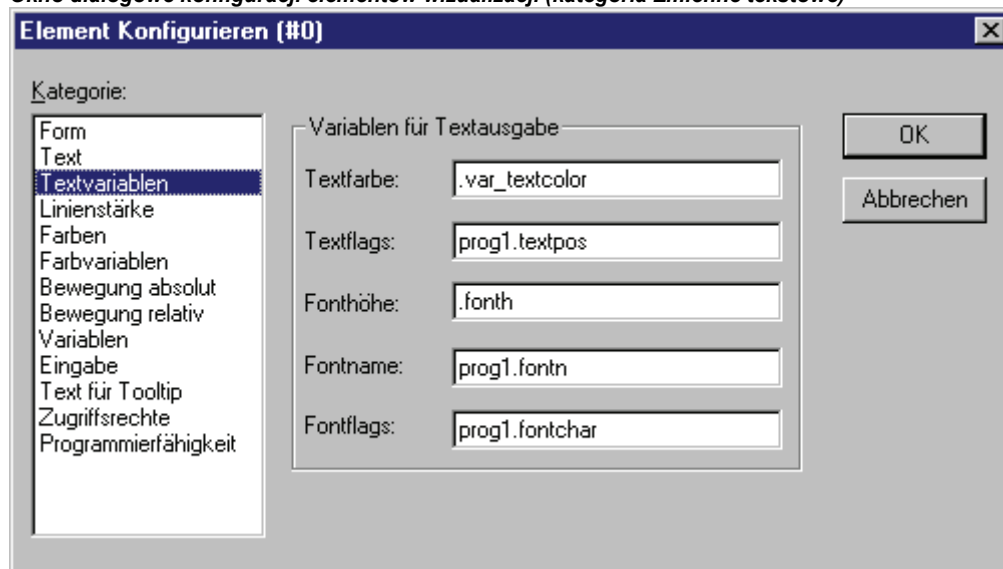 Okno dialogowe konfiguracji elementów wizualizacji (kategoria Zmienne tekstowe)
Element Konfigurieren (#0)
Kategorie:
Form
Text
Textvariablen
Linienstärke
Farben
Farbvariablen
Bewegung absolut
Bewegung relativ
Variablen
Eingabe
Text für Tooltip
Zugriffsrechte
Programmierfähigkeit
Variablen für Textausgabe
Textfarbe: .var_textcolor
Textflags: prog1.textpos
Fonthöhe: .fonth
Fontname: prog1.fontn
Fontflags: prog1.fontchar
OK
Abbrechen